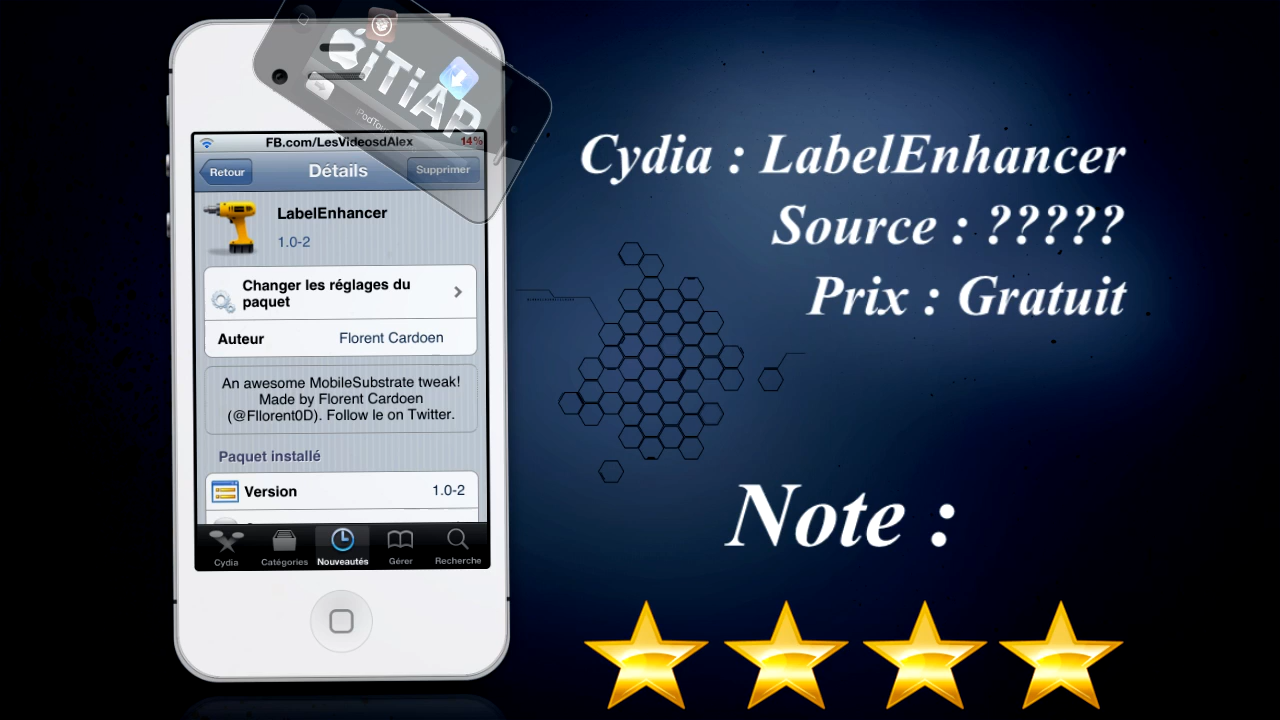 iTiAP
iPodTou
FB.com/LesVideosdAlex
14%
Retour
Détails
Supprimer
LabelEnhancer
1.0-2
Changer les réglages du
paquet
Auteur
Florent Cardoen
An awesome MobileSubstrate tweak!
Made by Florent Cardoen
(@Fllorent0D). Follow le on Twitter.
Paquet installé
Version
1.0-2
Cydia
Catégories
Nouveautés
Gérer
Recherche
Cydia : LabelEnhancer
Source : ?????
Prix : Gratuit
Note :